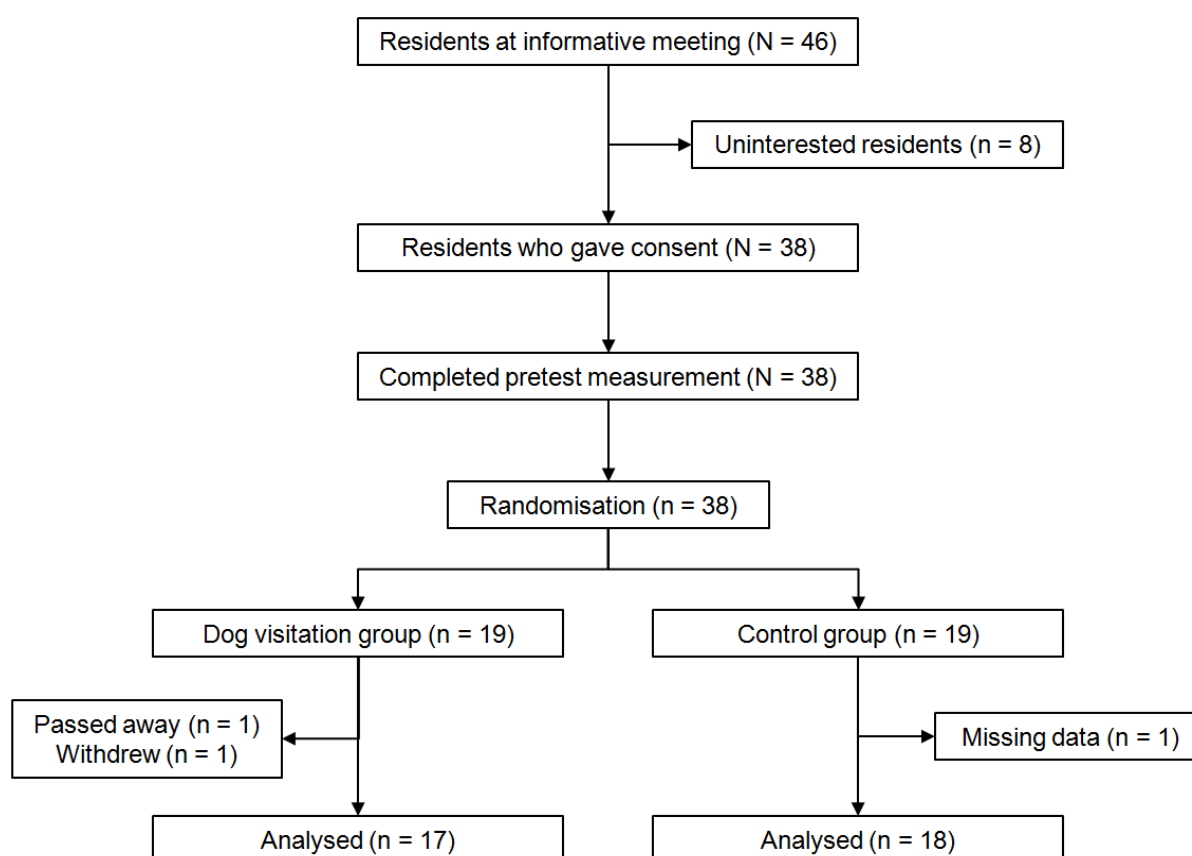 Residents at informative meeting (N = 46)
Uninterested residents (n = 8)
Residents who gave consent (N = 38)
Completed pretest measurement (N = 38)
Randomisation (n = 38)
Dog visitation group (n = 19)
Control group (n = 19)
Passed away (n = 1)
Withdrew (n = 1)
Missing data (n = 1)
Analysed (n = 17)
Analysed (n = 18)